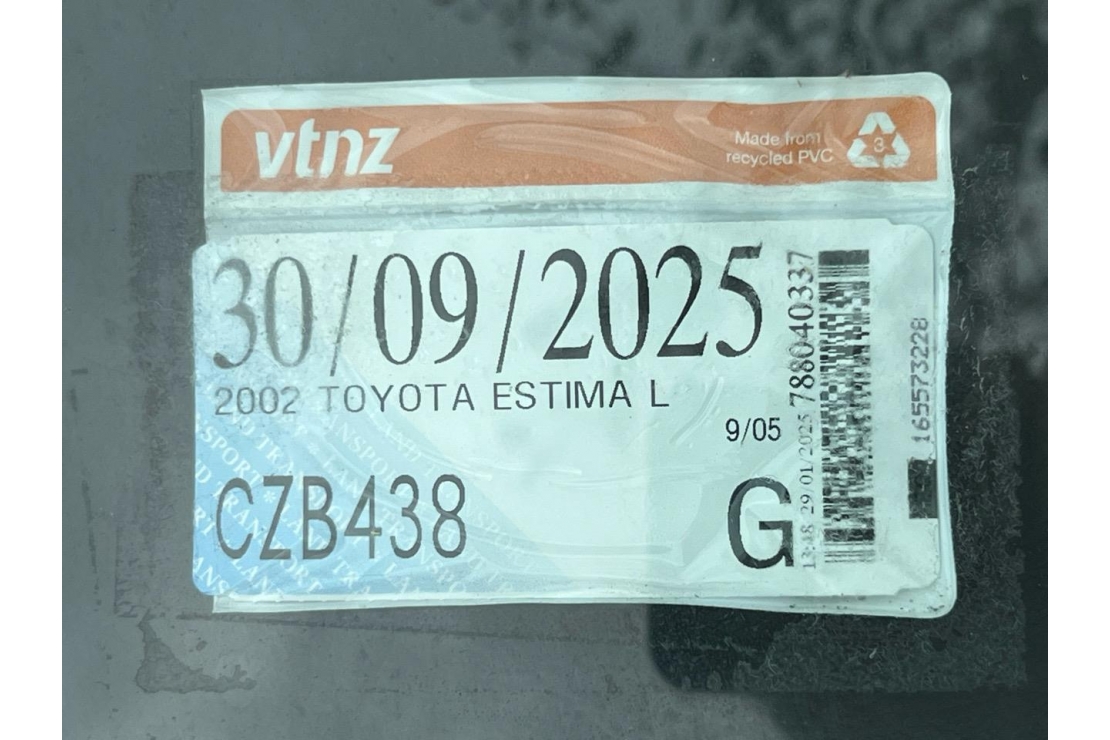 vtnz
Made from
recycled PVC
3
30/09/2025
2002 TOYOTA ESTIMA L
9/05
CZB438
G
13:18 29/01/2025 788040337
165573228